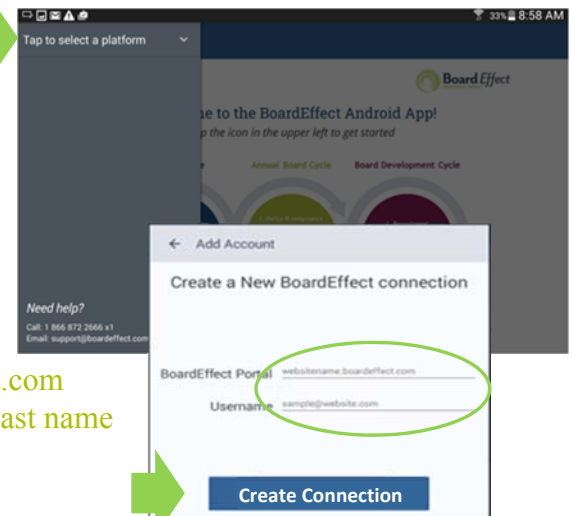 33% 8:58 AM
Tap to select a platform
Board Effect
e to the BoardEffect Android App!
p the icon in the upper left to get started
Annual Board Cycle Board Development Cycle
Add Account
Create a New BoardEffect connection
Need help?
Call: 1 866 872 2666 x1
Email: support@boardeffect.com
BoardEffect Portal websitename.boardeffect.com
.com
Username sample@website.com
ast name
Create Connection